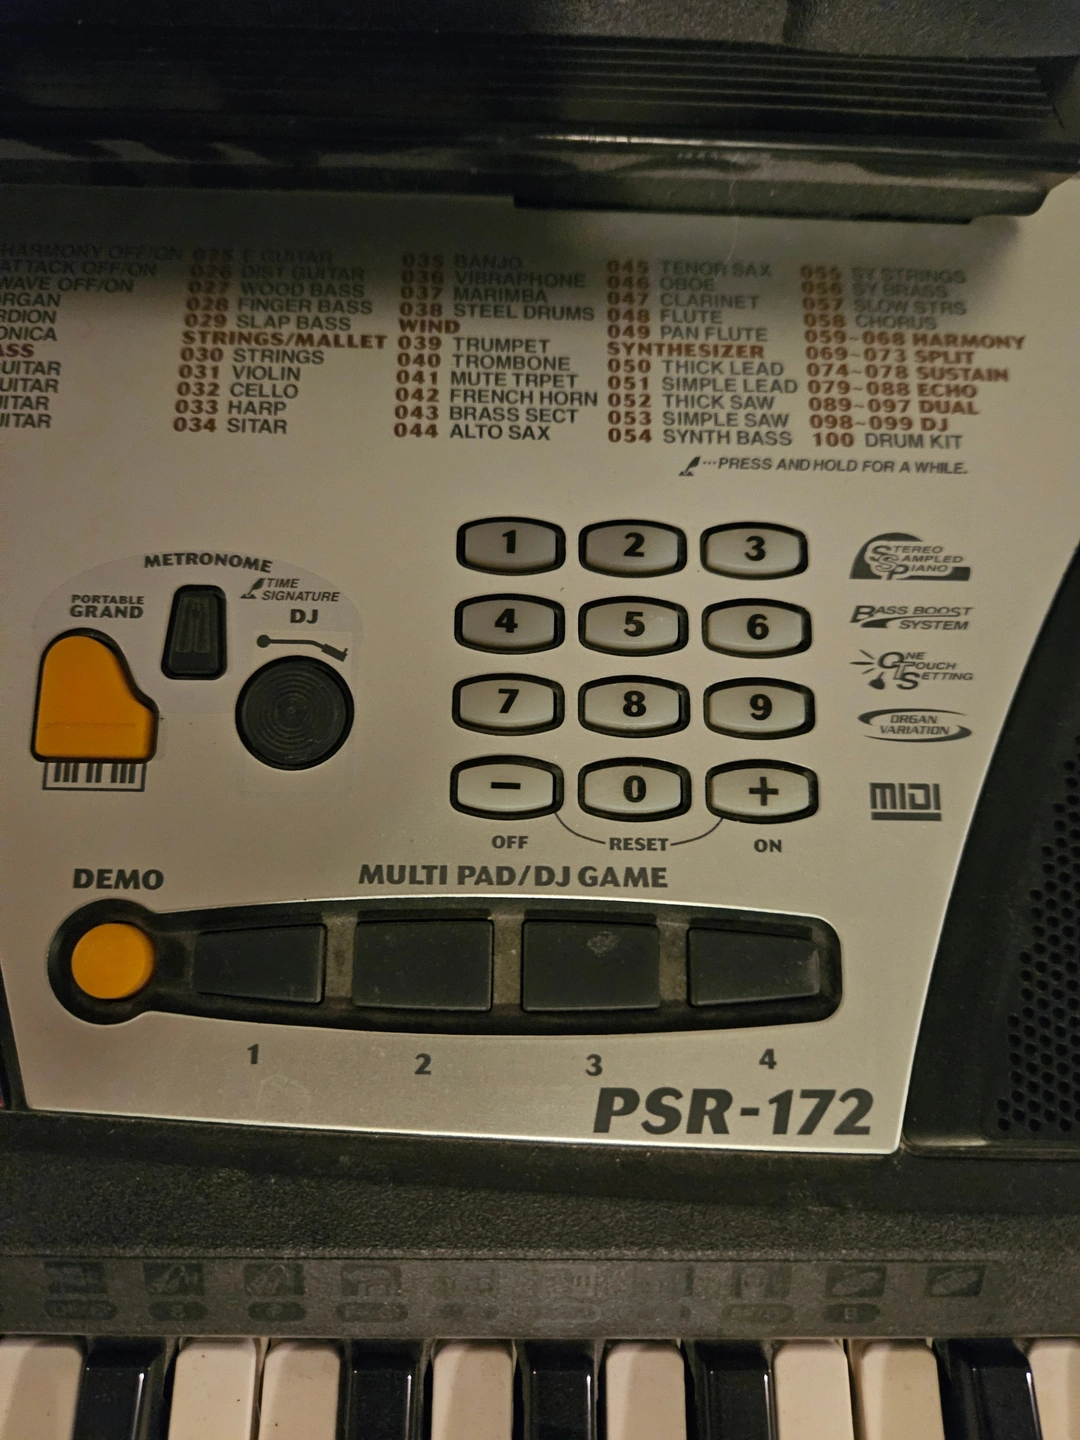 HARMONY OFF/ON
ATTACK OFF/ON
WAVE OFF/ON
ORGAN
RDION
ONICA
ASS
UITAR
UITAR
ITAR
ITAR
025 E GUITAR
026 DIST GUITAR
027 WOOD BASS
028 FINGER BASS
029 SLAP BASS
STRINGS/MALLET
030 STRINGS
031 VIOLIN
032 CELLO
033 HARP
034 SITAR
035 BANJO
036 VIBRAPHONE
037 MARIMBA
038 STEEL DRUMS
WIND
039 TRUMPET
040 TROMBONE
041 MUTE TRPET
042 FRENCH HORN
043 BRASS SECT
044 ALTO SAX
045 TENOR SAX
046 OBOE
047 CLARINET
048 FLUTE
049 PAN FLUTE
SYNTHESIZER
050 THICK LEAD
051 SIMPLE LEAD
052 THICK SAW
053 SIMPLE SAW
054 SYNTH BASS
055 SY STRINGS
056 SY BRASS
057 SLOW STRS
058 CHORUS
059~068 HARMONY
069~073 SPLIT
074~078 SUSTAIN
079~088 ECHO
089~097 DUAL
098~099 DJ
100 DRUM KIT
...PRESS AND HOLD FOR A WHILE.
METRONOME
TIME
SIGNATURE
PORTABLE
GRAND
DJ
1 2 3
4 5 6
7 8 9
- 0 +
OFF RESET ON
STEREO
SAMPLED
PIANO
BASS BOOST
SYSTEM
ONE
TOUCH
SETTING
ORGAN
VARIATION
MIDI
DEMO
MULTI PAD/DJ GAME
1 2 3 4
PSR-172